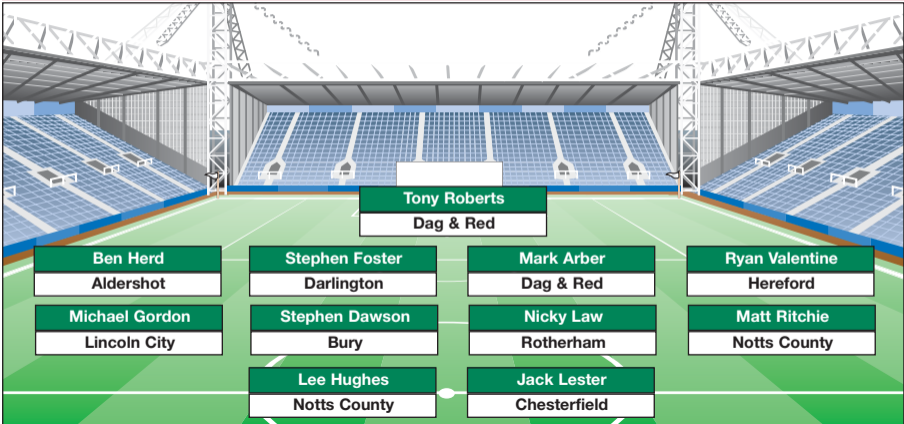 Tony Roberts
Dag & Red
Ben Herd
Aldershot
Stephen Foster
Darlington
Mark Arber
Dag & Red
Ryan Valentine
Hereford
Michael Gordon
Lincoln City
Stephen Dawson
Bury
Nicky Law
Rotherham
Matt Ritchie
Notts County
Lee Hughes
Notts County
Jack Lester
Chesterfield